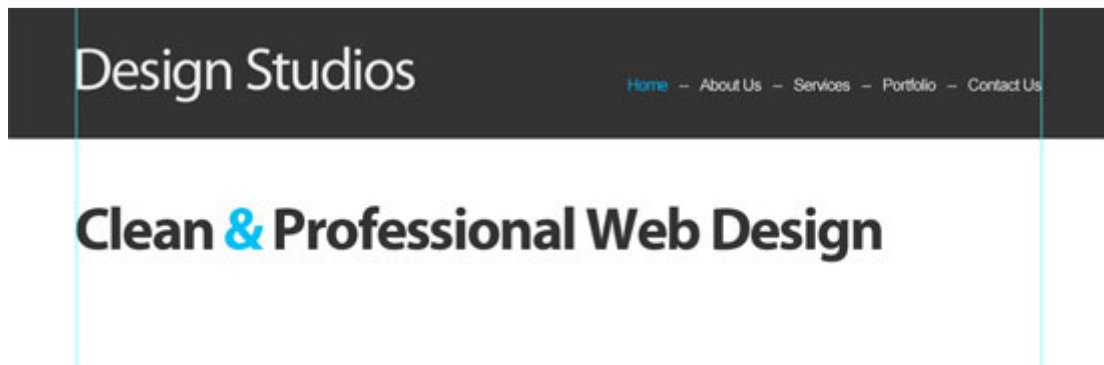 Design Studios
Home – About Us – Services – Portfolio – Contact Us
Clean & Professional Web Design